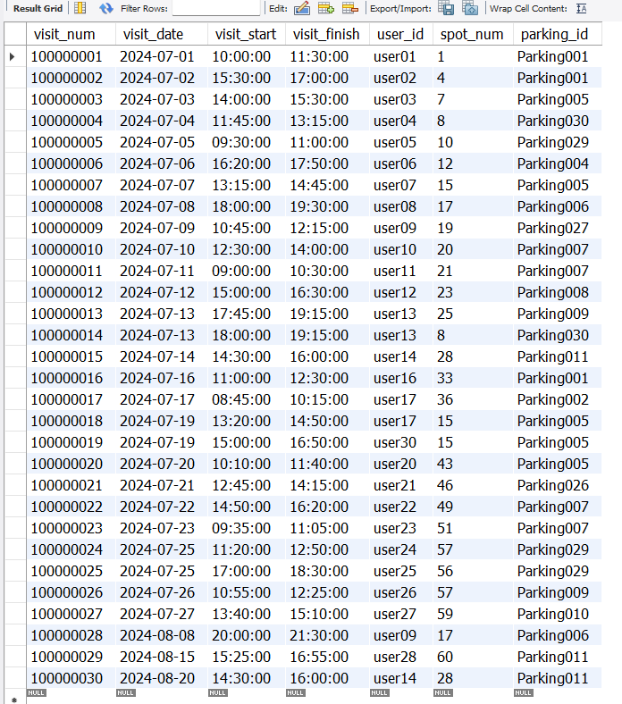 Result Grid Filter Rows: Edit: Export/Import: Wrap Cell Content: IA
visit_num visit_date visit_start visit_finish user_id spot_num parking_id
100000001 2024-07-01 10:00:00 11:30:00 user01 1 Parking001
100000002 2024-07-02 15:30:00 17:00:00 user02 4 Parking001
100000003 2024-07-03 14:00:00 15:30:00 user03 7 Parking005
100000004 2024-07-04 11:45:00 13:15:00 user04 8 Parking030
100000005 2024-07-05 09:30:00 11:00:00 user05 10 Parking029
100000006 2024-07-06 16:20:00 17:50:00 user06 12 Parking004
100000007 2024-07-07 13:15:00 14:45:00 user07 15 Parking005
100000008 2024-07-08 18:00:00 19:30:00 user08 17 Parking006
100000009 2024-07-09 10:45:00 12:15:00 user09 19 Parking027
100000010 2024-07-10 12:30:00 14:00:00 user10 20 Parking007
100000011 2024-07-11 09:00:00 10:30:00 user11 21 Parking007
100000012 2024-07-12 15:00:00 16:30:00 user12 23 Parking008
100000013 2024-07-13 17:45:00 19:15:00 user13 25 Parking009
100000014 2024-07-13 18:00:00 19:15:00 user13 8 Parking030
100000015 2024-07-14 14:30:00 16:00:00 user14 28 Parking011
100000016 2024-07-16 11:00:00 12:30:00 user16 33 Parking001
100000017 2024-07-17 08:45:00 10:15:00 user17 36 Parking002
100000018 2024-07-19 13:20:00 14:50:00 user17 15 Parking005
100000019 2024-07-19 15:00:00 16:50:00 user30 15 Parking005
100000020 2024-07-20 10:10:00 11:40:00 user20 43 Parking005
100000021 2024-07-21 12:45:00 14:15:00 user21 46 Parking026
100000022 2024-07-22 14:50:00 16:20:00 user22 49 Parking007
100000023 2024-07-23 09:35:00 11:05:00 user23 51 Parking007
100000024 2024-07-25 11:20:00 12:50:00 user24 57 Parking029
100000025 2024-07-25 17:00:00 18:30:00 user25 56 Parking029
100000026 2024-07-26 10:55:00 12:25:00 user26 57 Parking009
100000027 2024-07-27 13:40:00 15:10:00 user27 59 Parking010
100000028 2024-08-08 20:00:00 21:30:00 user09 17 Parking006
100000029 2024-08-15 15:25:00 16:55:00 user28 60 Parking011
100000030 2024-08-20 14:30:00 16:00:00 user14 28 Parking011
NULL NULL NULL NULL NULL NULL NULL